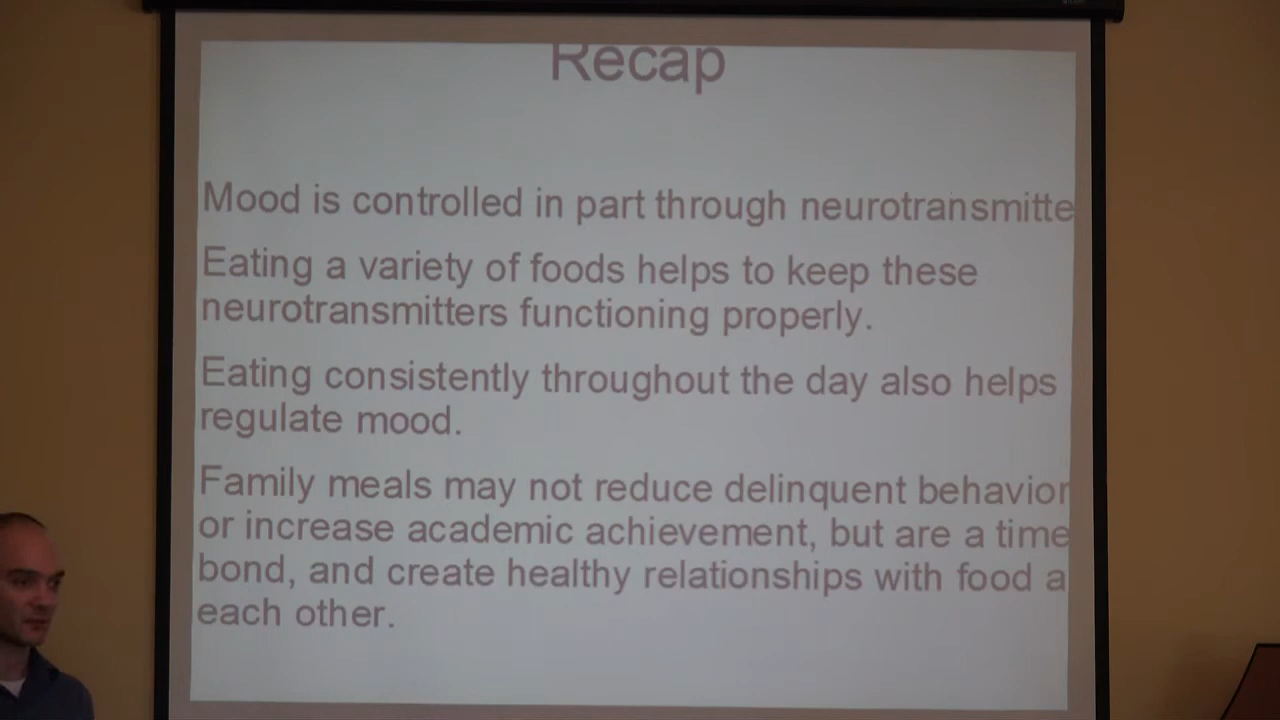 Recap
Mood is controlled in part through neurotransmitte
Eating a variety of foods helps to keep these
neurotransmitters functioning properly.
Eating consistently throughout the day also helps
regulate mood.
Family meals may not reduce delinquent behavior
or increase academic achievement, but are a time
bond, and create healthy relationships with food a
each other.